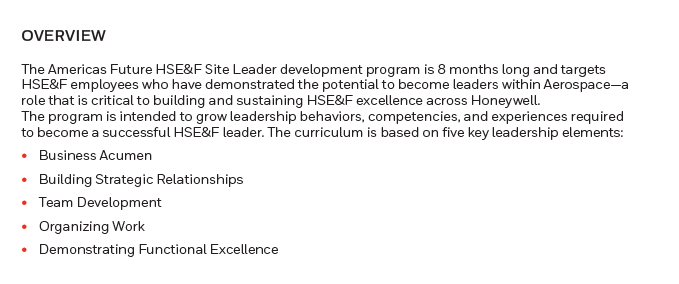 OVERVIEW
The Americas Future HSE&F Site Leader development program is 8 months long and targets
HSE&F employees who have demonstrated the potential to become leaders within Aerospace—a
role that is critical to building and sustaining HSE&F excellence across Honeywell.
The program is intended to grow leadership behaviors, competencies, and experiences required
to become a successful HSE&F leader. The curriculum is based on five key leadership elements:
• Business Acumen
• Building Strategic Relationships
• Team Development
• Organizing Work
• Demonstrating Functional Excellence